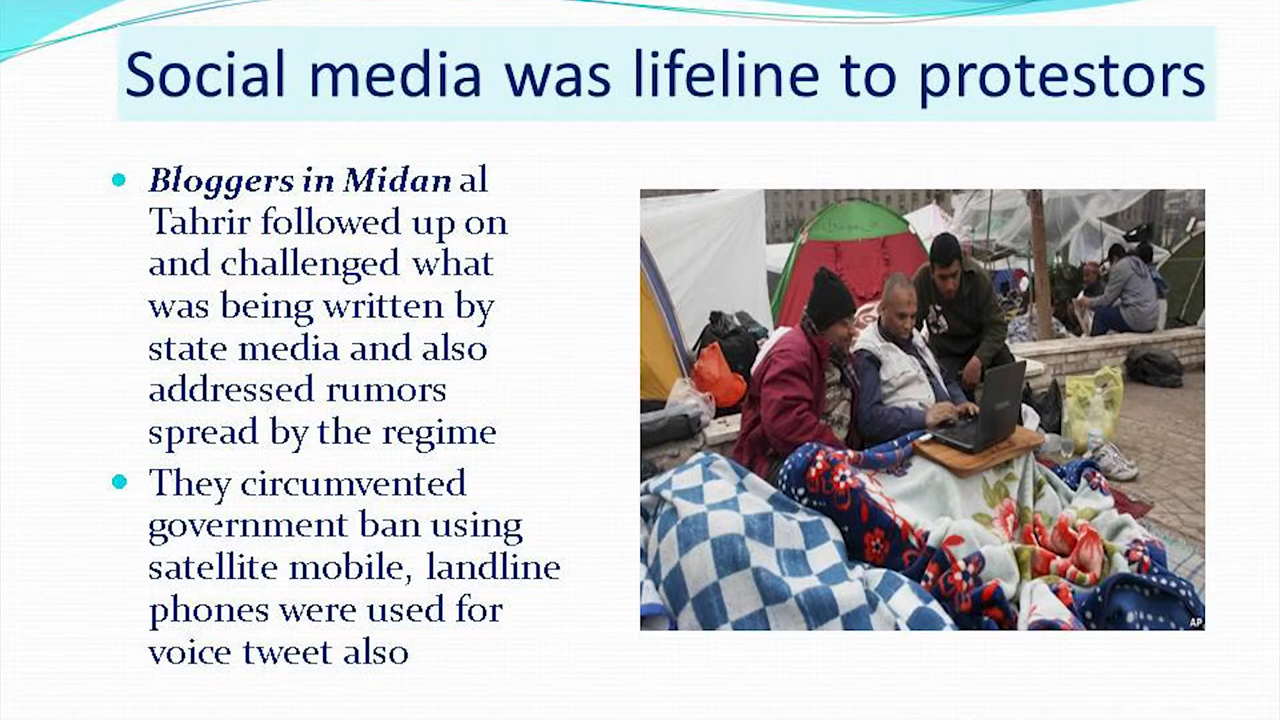 Social media was lifeline to protestors
Bloggers in Midan al
Tahrir followed up on
and challenged what
was being written by
state media and also
addressed rumors
spread by the regime
They circumvented
government ban using
satellite mobile, landline
phones were used for
voice tweet also
AP